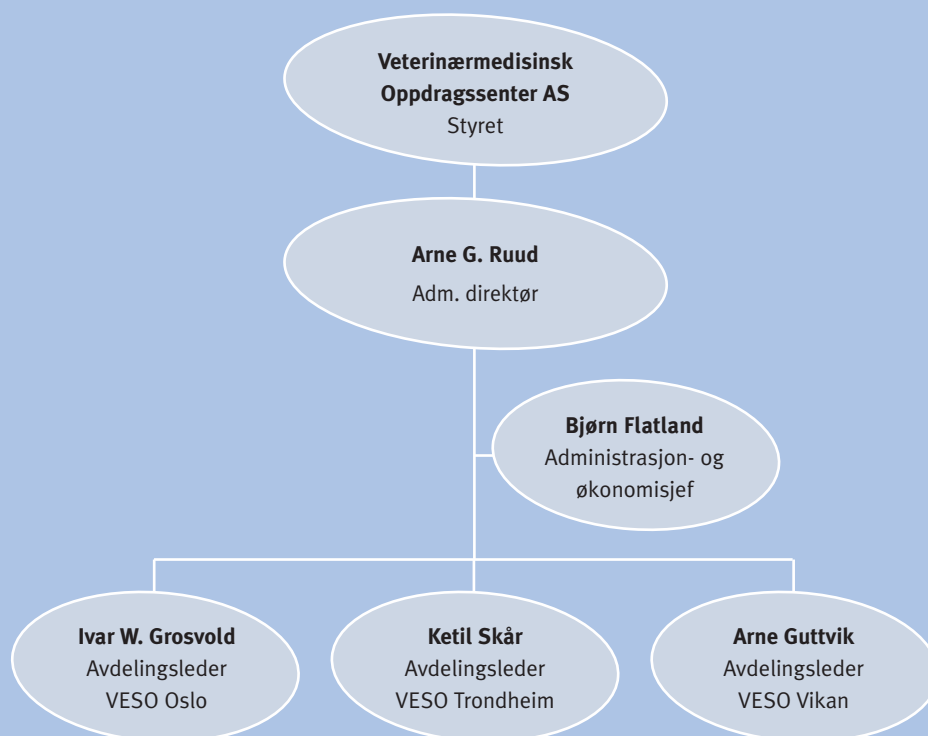 Veterinærmedisinsk
Oppdragssenter AS
Styret
Arne G. Ruud
Adm. direktør
Bjørn Flatland
Administrasjon- og
økonomisjef
Ivar W. Grosvold
Avdelingsleder
VESO Oslo
Ketil Skår
Avdelingsleder
VESO Trondheim
Arne Guttvik
Avdelingsleder
VESO Vikan